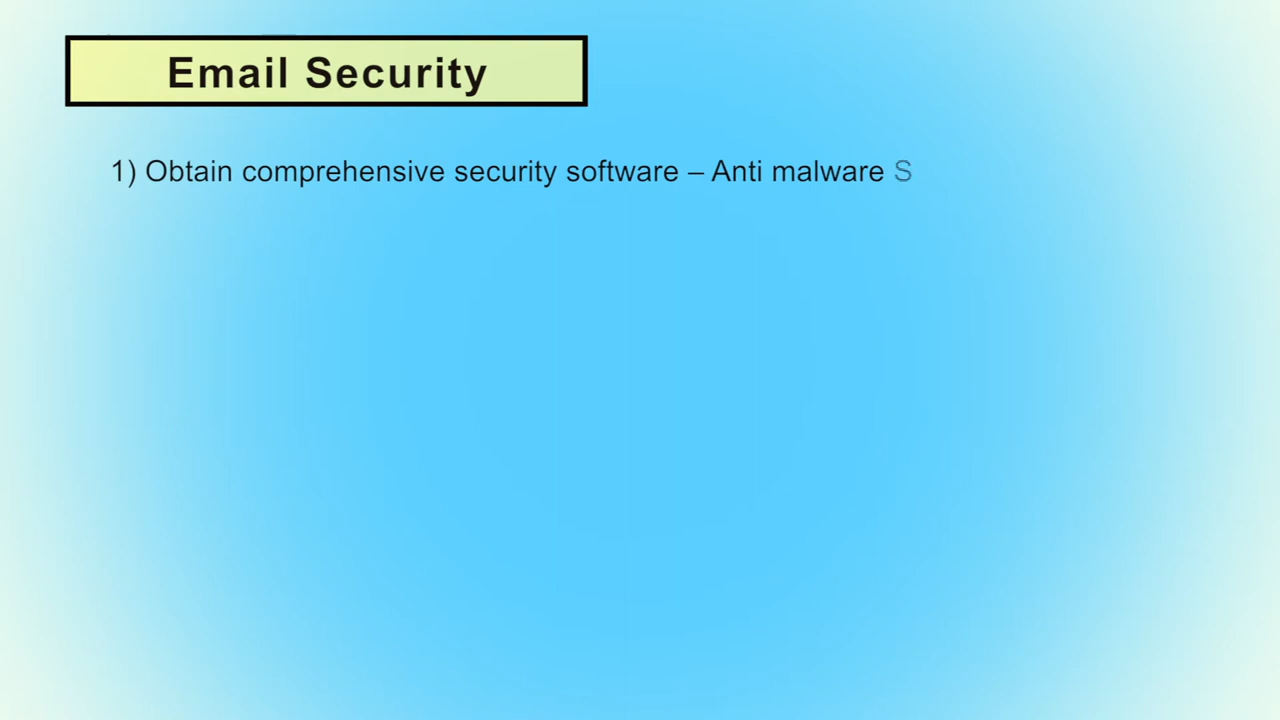 Email Security
1) Obtain comprehensive security software – Anti malware S